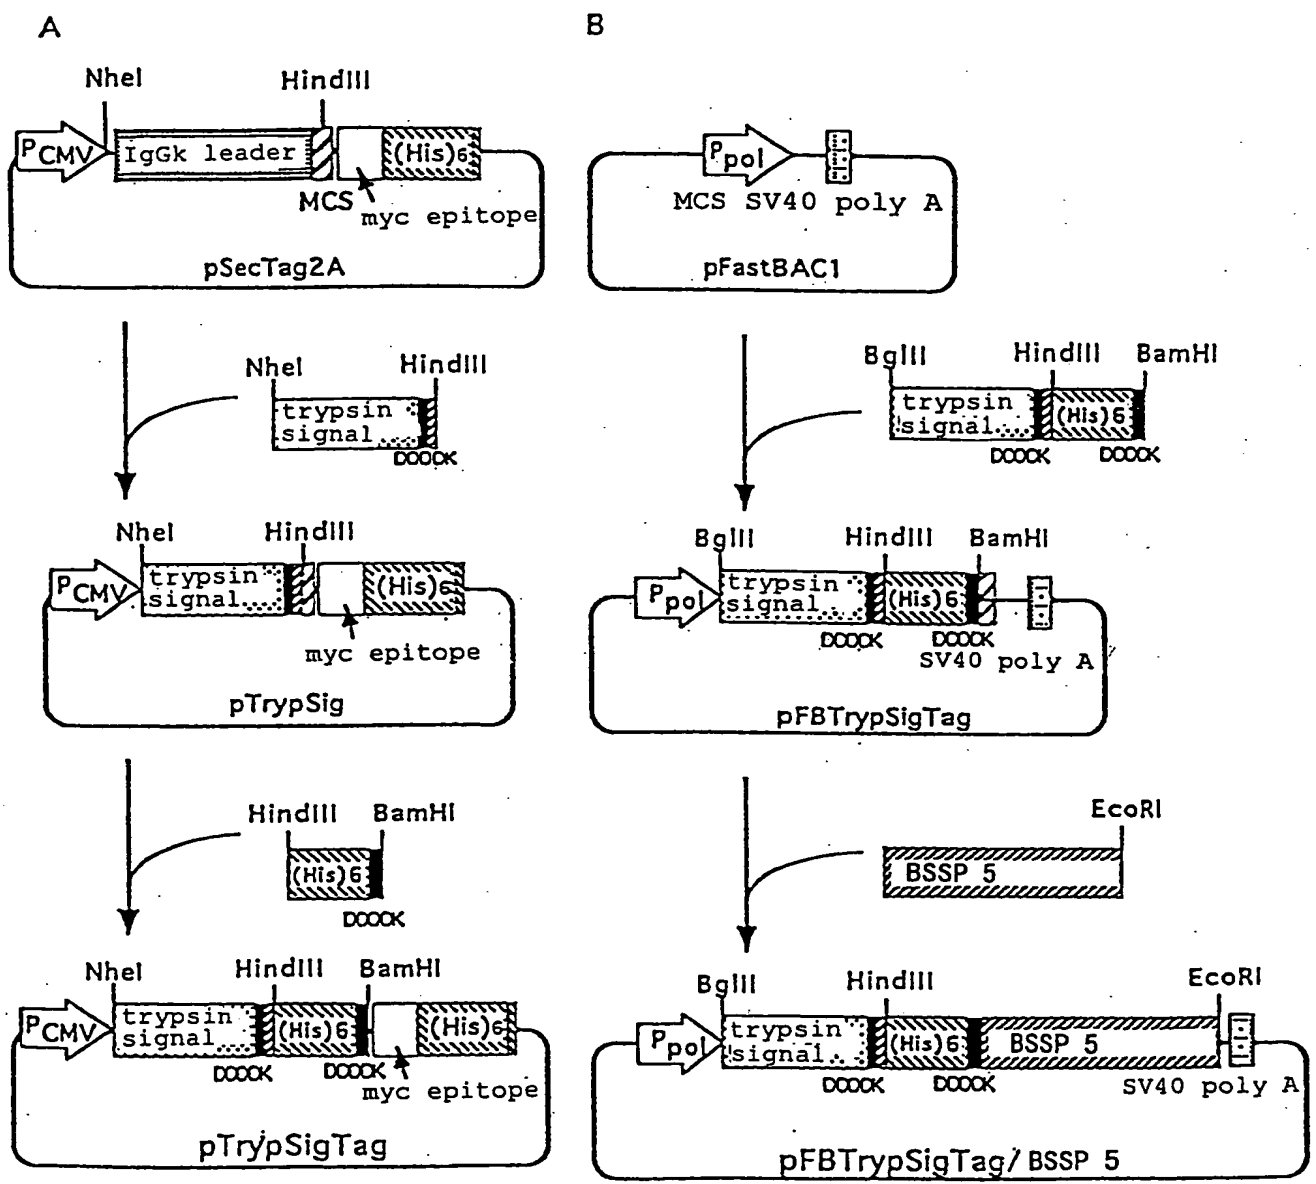 A
NheI
HindIII
PCMV
IgGk leader
(His)6
MCS
myc epitope
pSecTag2A
NheI
HindIII
trypsin
signal
DDDDK
NheI
HindIII
PCMV
trypsin
signal
(His)6
myc epitope
pTrypSig
HindIII
BamHI
(His)6
DDDDK
NheI
HindIII
BamHI
PCMV
trypsin
signal
(His)6
(His)6
DDDDK
DDDDK
myc epitope
pTrypSigTag
B
Ppol
MCS SV40 poly A
pFastBAC1
BglII
HindIII
BamHI
trypsin
signal
(His)6
DDDDK
DDDDK
BglII
HindIII
BamHI
Ppol
trypsin
signal
(His)6
DDDDK
DDDDK
SV40 poly A
pFBTrypSigTag
EcoRI
BSSP 5
BglII
HindIII
EcoRI
Ppol
trypsin
signal
(His)6
BSSP 5
DDDDK
DDDDK
SV40 poly A
pFBTrypSigTag/BSSP 5